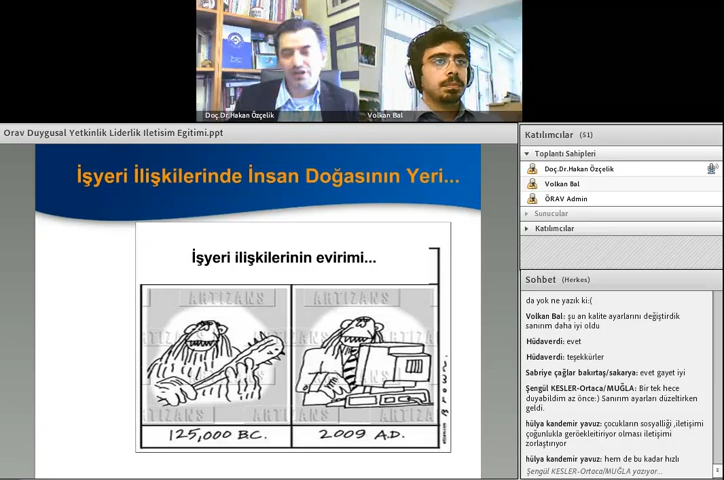 Doç.Dr.Hakan Özçelik
Volkan Bal
Orav Duygusal Yetkinlik Liderlik Iletisim Egitimi.ppt
İşyeri İlişkilerinde İnsan Doğasının Yeri...
İşyeri ilişkilerinin evirimi...
ARTIZANS
ARTIZANS
ARTIZANS
ARTIZANS
125,000 B.C.
2009 A.D.
BROWN
Katılımcılar (51)
Toplantı Sahipleri
Doç.Dr.Hakan Özçelik
Volkan Bal
ÖRAV Admin
Sunucular
Katılımcılar
Sohbet (Herkes)
da yok ne yazık ki:(
Volkan Bal: şu an kalite ayarlarını değiştirdik
sanırım daha iyi oldu
Hüdaverdi: evet
Hüdaverdi: teşekkürler
Sabriye çağlar bakırtaş/sakarya: evet gayet iyi
Şengül KESLER-Ortaca/MUĞLA: Bir tek hece
duyabildim az önce:) Sanırım ayarları düzeltirken
geldi.
hülya kandemir yavuz: çocukların sosyalliği ,iletişimi
çoğunlukla geröekleitiriyor olması iletişimi
zorlaştırıyor
hülya kandemir yavuz: hem de bu kadar hızlı
Şengül KESLER-Ortaca/MUĞLA yazıyor...